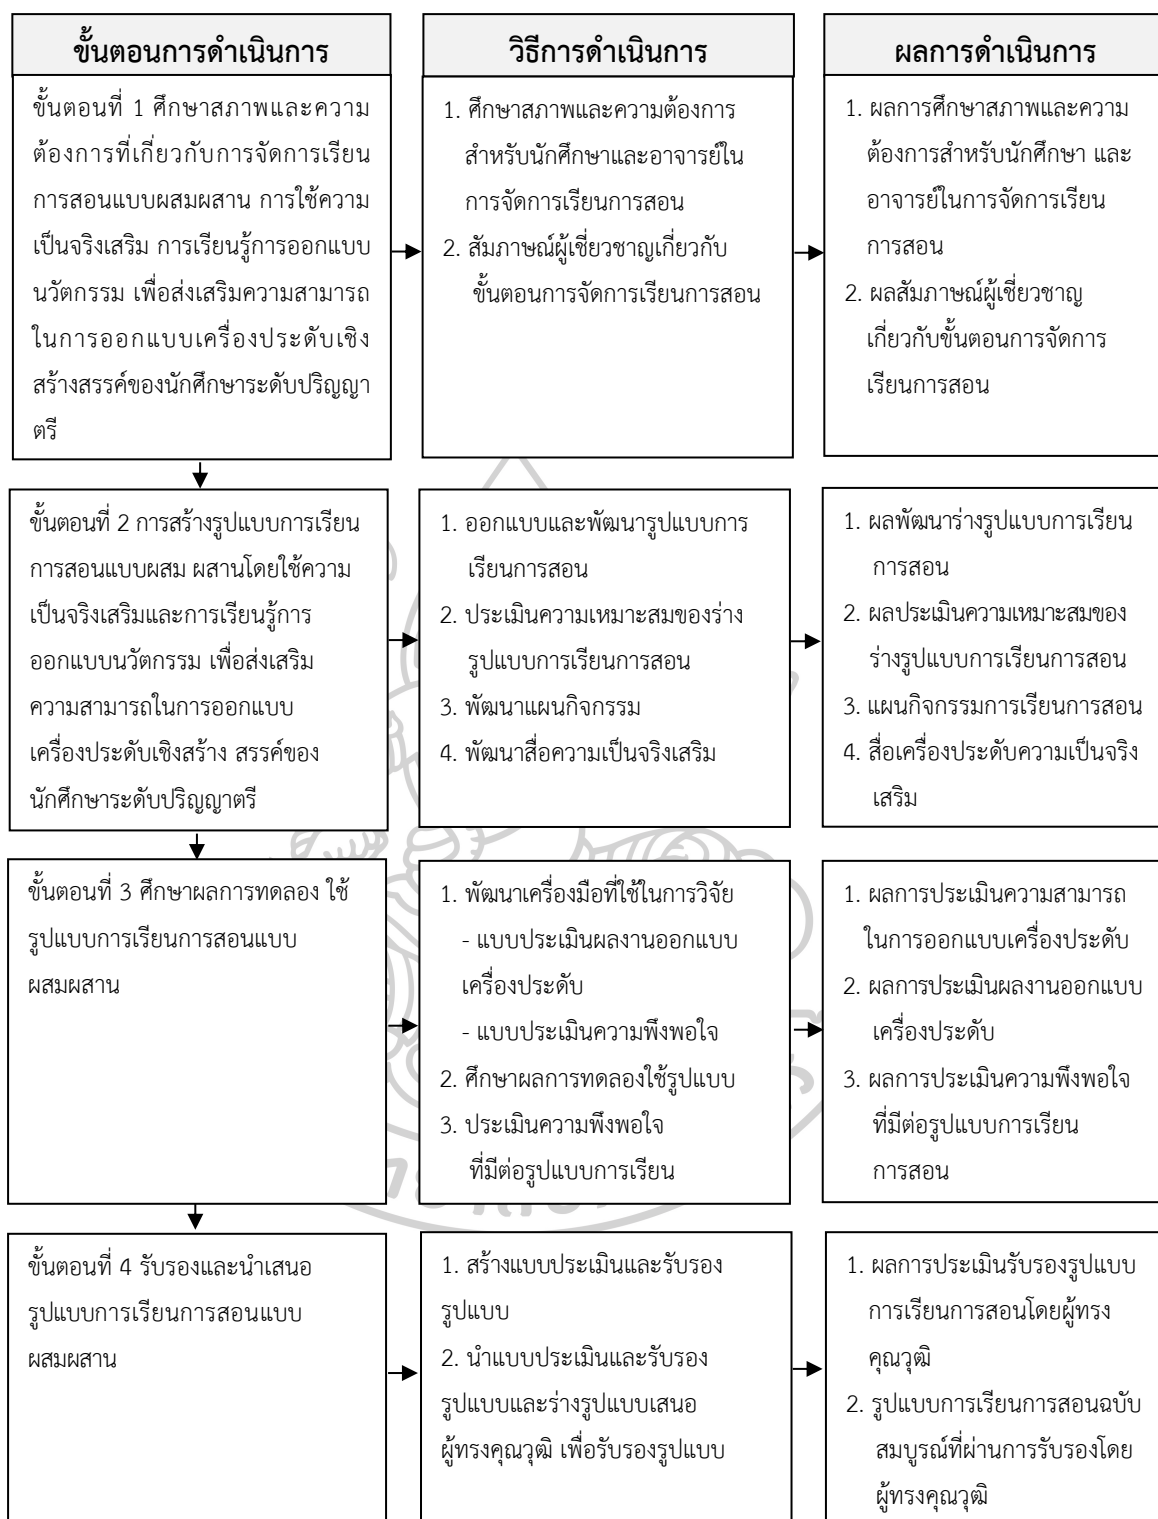 ขั้นตอนการดำเนินการ
วิธีการดำเนินการ
ผลการดำเนินการ
ขั้นตอนที่ 1 ศึกษาสภาพและความ
ต้องการที่เกี่ยวกับการจัดการเรียน
การสอนแบบผสมผสาน การใช้ความ
เป็นจริงเสริม การเรียนรู้การออกแบบ
นวัตกรรม เพื่อส่งเสริมความสามารถ
ในการออกแบบเครื่องประดับเชิง
สร้างสรรค์ของนักศึกษาระดับปริญญา
ตรี
1. ศึกษาสภาพและความต้องการ
สำหรับนักศึกษาและอาจารย์ใน
การจัดการเรียนการสอน
2. สัมภาษณ์ผู้เชี่ยวชาญเกี่ยวกับ
ขั้นตอนการจัดการเรียนการสอน
1. ผลการศึกษาสภาพและความ
ต้องการสำหรับนักศึกษา และ
อาจารย์ในการจัดการเรียน
การสอน
2. ผลสัมภาษณ์ผู้เชี่ยวชาญ
เกี่ยวกับขั้นตอนการจัดการ
เรียนการสอน
ขั้นตอนที่ 2 การสร้างรูปแบบการเรียน
การสอนแบบผสม ผสานโดยใช้ความ
เป็นจริงเสริมและการเรียนรู้การ
ออกแบบนวัตกรรม เพื่อส่งเสริม
ความสามารถในการออกแบบ
เครื่องประดับเชิงสร้าง สรรค์ของ
นักศึกษาระดับปริญญาตรี
1. ออกแบบและพัฒนารูปแบบการ
เรียนการสอน
2. ประเมินความเหมาะสมของร่าง
รูปแบบการเรียนการสอน
3. พัฒนาแผนกิจกรรม
4. พัฒนาสื่อความเป็นจริงเสริม
1. ผลพัฒนาร่างรูปแบบการเรียน
การสอน
2. ผลประเมินความเหมาะสมของ
ร่างรูปแบบการเรียนการสอน
3. แผนกิจกรรมการเรียนการสอน
4. สื่อเครื่องประดับความเป็นจริง
เสริม
ขั้นตอนที่ 3 ศึกษาผลการทดลอง ใช้
รูปแบบการเรียนการสอนแบบ
ผสมผสาน
1. พัฒนาเครื่องมือที่ใช้ในการวิจัย
- แบบประเมินผลงานออกแบบ
เครื่องประดับ
- แบบประเมินความพึงพอใจ
2. ศึกษาผลการทดลองใช้รูปแบบ
3. ประเมินความพึงพอใจ
ที่มีต่อรูปแบบการเรียน
1. ผลการประเมินความสามารถ
ในการออกแบบเครื่องประดับ
2. ผลการประเมินผลงานออกแบบ
เครื่องประดับ
3. ผลการประเมินความพึงพอใจ
ที่มีต่อรูปแบบการเรียน
การสอน
ขั้นตอนที่ 4 รับรองและนำเสนอ
รูปแบบการเรียนการสอนแบบ
ผสมผสาน
1. สร้างแบบประเมินและรับรอง
รูปแบบ
2. นำแบบประเมินและรับรอง
รูปแบบและร่างรูปแบบเสนอ
ผู้ทรงคุณวุฒิ เพื่อรับรองรูปแบบ
1. ผลการประเมินรับรองรูปแบบ
การเรียนการสอนโดยผู้ทรง
คุณวุฒิ
2. รูปแบบการเรียนการสอนฉบับ
สมบูรณ์ที่ผ่านการรับรองโดย
ผู้ทรงคุณวุฒิ